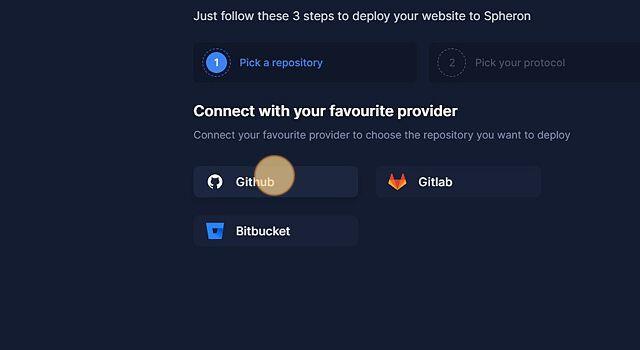 Just follow these 3 steps to deploy your website to Spheron
1 Pick a repository
2 Pick your protocol
Connect with your favourite provider
Connect your favourite provider to choose the repository you want to deploy
Github
Gitlab
Bitbucket